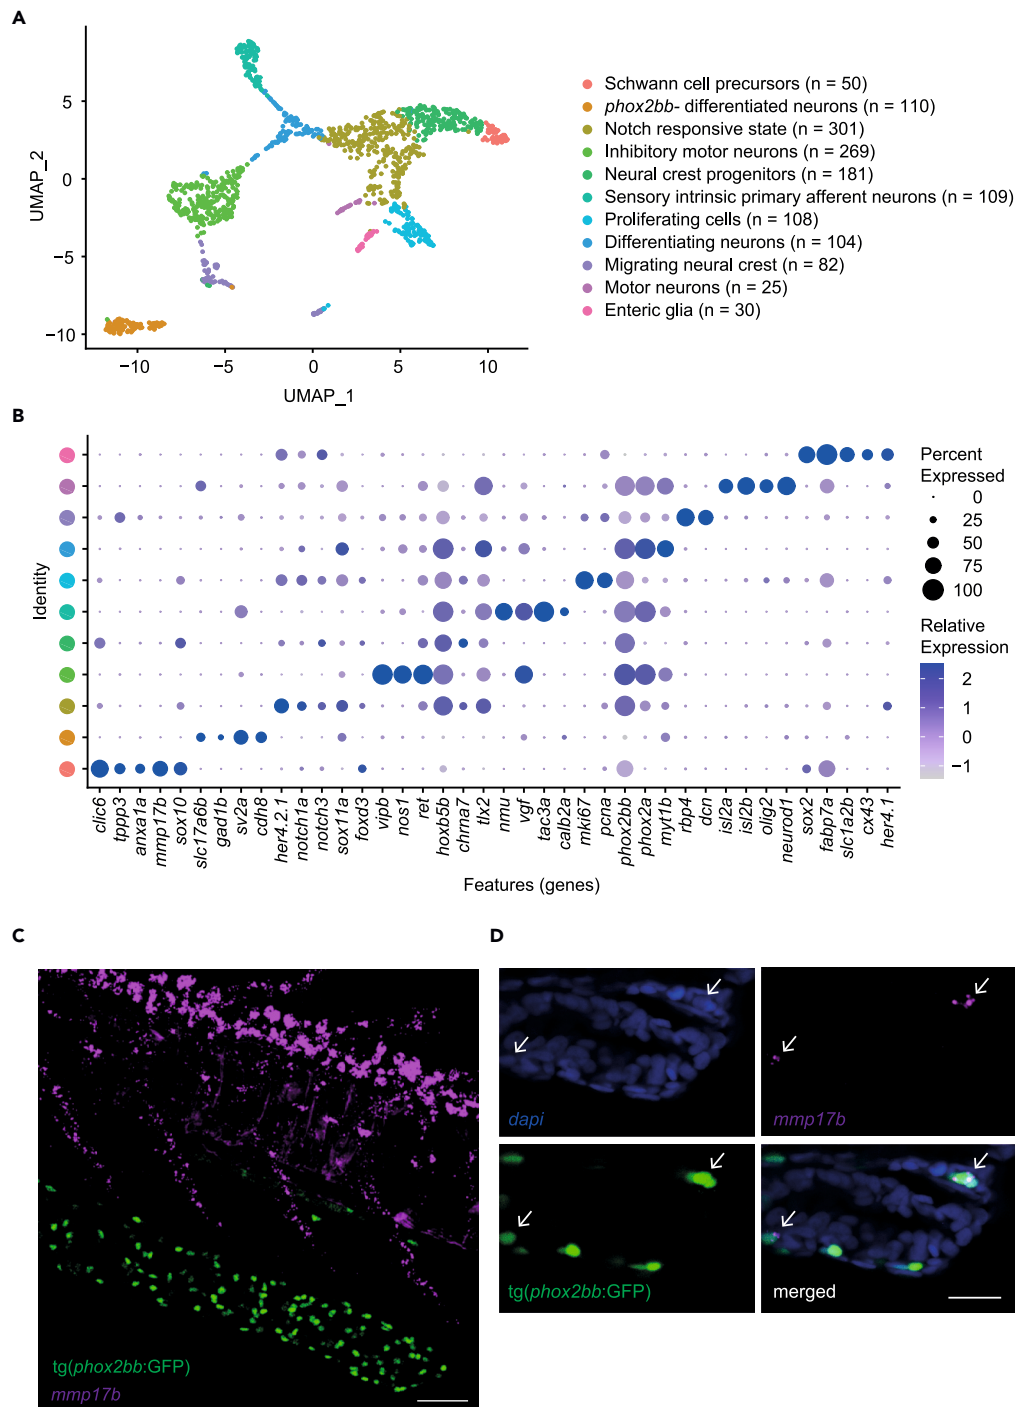 A
UMAP_2
5
0
−5
−10
−10
−5
0
5
10
UMAP_1
Schwann cell precursors (n = 50)
phox2bb- differentiated neurons (n = 110)
Notch responsive state (n = 301)
Inhibitory motor neurons (n = 269)
Neural crest progenitors (n = 181)
Sensory intrinsic primary afferent neurons (n = 109)
Proliferating cells (n = 108)
Differentiating neurons (n = 104)
Migrating neural crest (n = 82)
Motor neurons (n = 25)
Enteric glia (n = 30)
B
Identity
clic6
tppp3
anxa1a
mmp17b
sox10
slc17a6b
gad1b
sv2a
cdh8
her4.2.1
notch1a
notch3
sox11a
foxd3
vipb
nos1
ret
hoxb5b
chrna7
tlx2
nmu
vgf
tac3a
calb2a
mki67
pcna
phox2bb
phox2a
myt1b
rbp4
dcn
isl2a
isl2b
olig2
neurod1
sox2
fabp7a
slc1a2b
cx43
her4.1
Features (genes)
Percent
Expressed
0
25
50
75
100
Relative
Expression
2
1
0
−1
C
tg(phox2bb:GFP)
mmp17b
D
dapi
mmp17b
tg(phox2bb:GFP)
merged